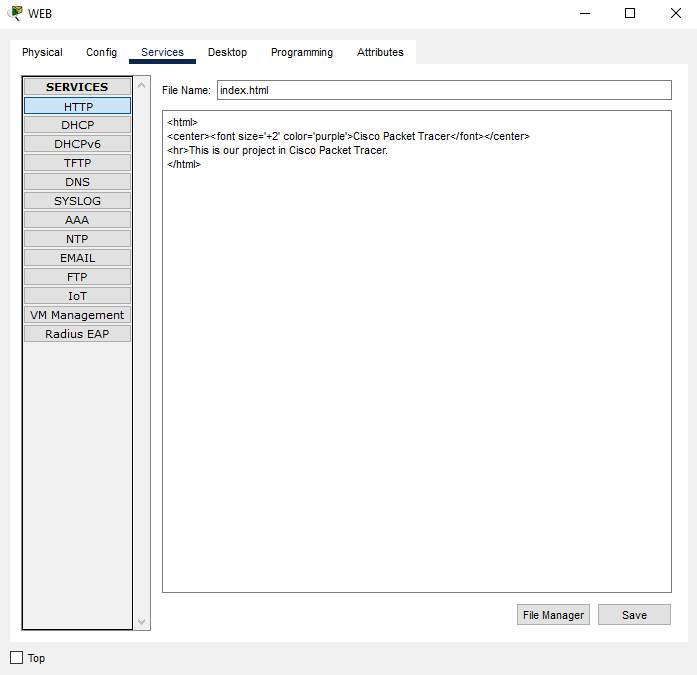 WEB
Physical Config Services Desktop Programming Attributes
SERVICES
HTTP
DHCP
DHCPv6
TFTP
DNS
SYSLOG
AAA
NTP
EMAIL
FTP
IoT
VM Management
Radius EAP
File Name: index.html
<html>
<center><font size='+2' color='purple'>Cisco Packet Tracer</font></center>
<hr>This is our project in Cisco Packet Tracer.
</html>
File Manager Save
Top